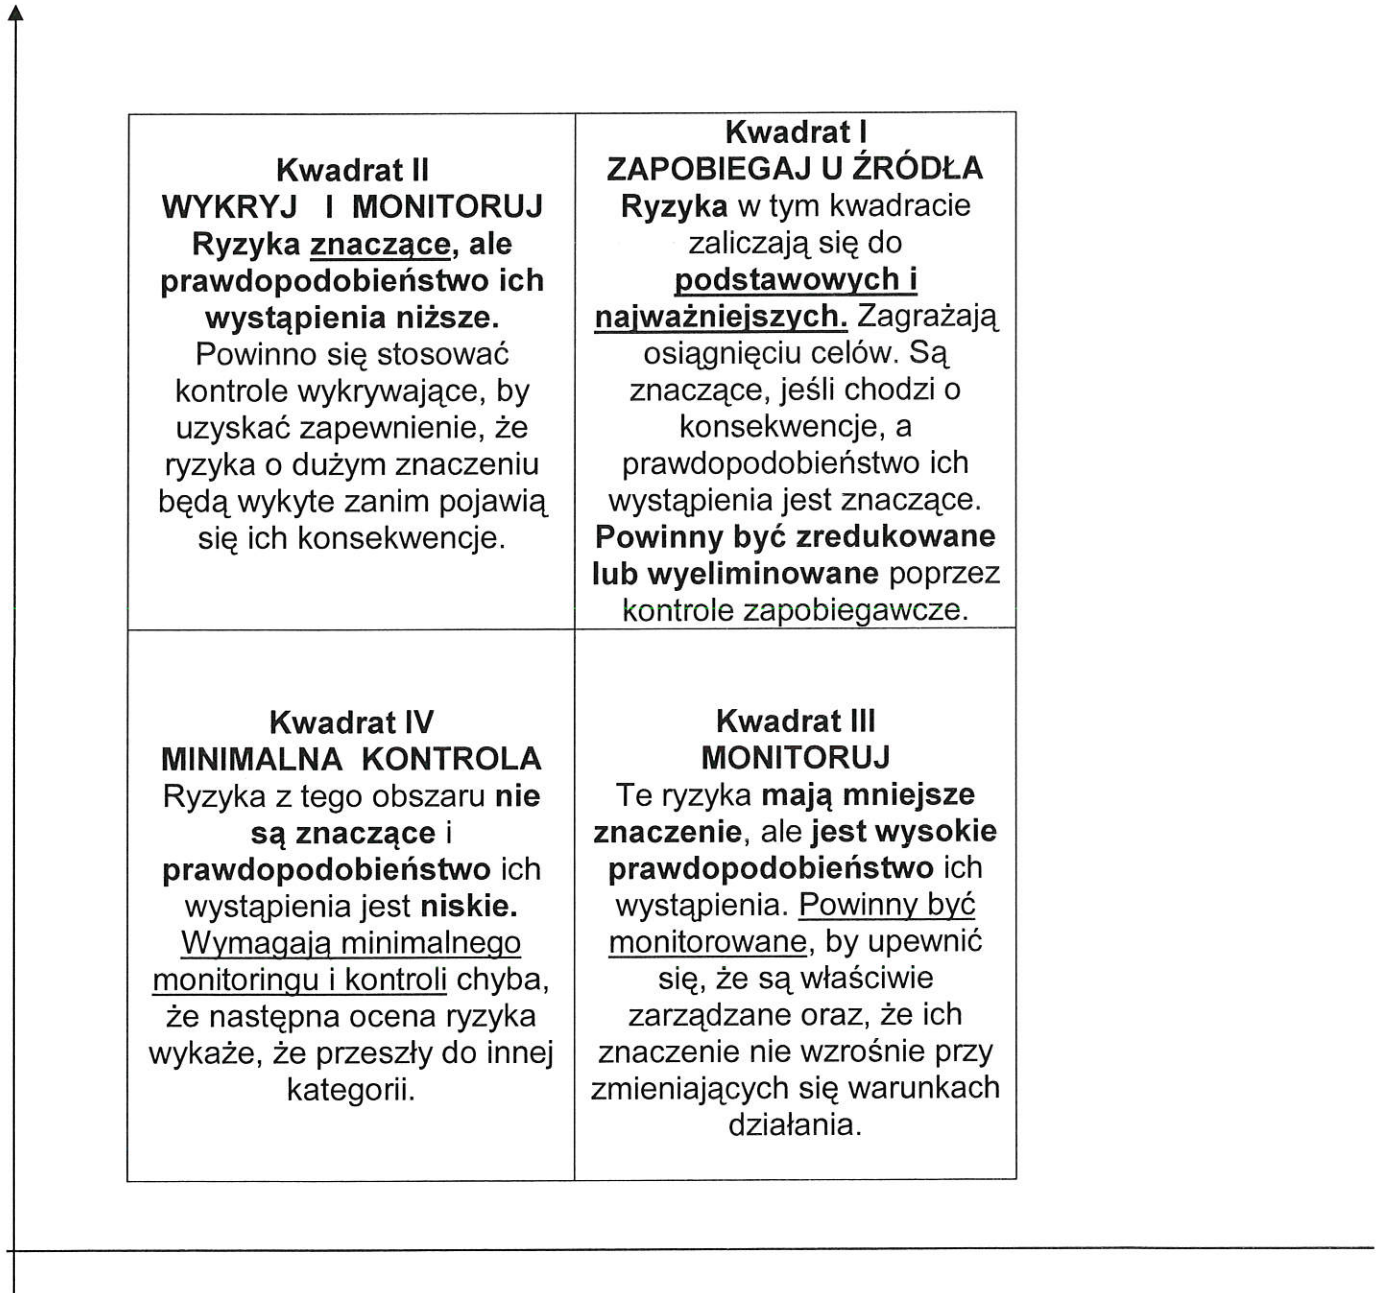 Kwadrat II
WYKRYJ I MONITORUJ
Ryzyka znaczące, ale
prawdopodobieństwo ich
wystąpienia niższe.
Powinno się stosować
kontrole wykrywające, by
uzyskać zapewnienie, że
ryzyka o dużym znaczeniu
będą wykyte zanim pojawią
się ich konsekwencje.
Kwadrat I
ZAPOBIEGAJ U ŹRÓDŁA
Ryzyka w tym kwadracie
zaliczają się do
podstawowych i
najważniejszych. Zagrażają
osiągnięciu celów. Są
znaczące, jeśli chodzi o
konsekwencje, a
prawdopodobieństwo ich
wystąpienia jest znaczące.
Powinny być zredukowane
lub wyeliminowane poprzez
kontrole zapobiegawcze.
Kwadrat IV
MINIMALNA KONTROLA
Ryzyka z tego obszaru nie
są znaczące i
prawdopodobieństwo ich
wystąpienia jest niskie.
Wymagają minimalnego
monitoringu i kontroli chyba,
że następna ocena ryzyka
wykaże, że przeszły do innej
kategorii.
Kwadrat III
MONITORUJ
Te ryzyka mają mniejsze
znaczenie, ale jest wysokie
prawdopodobieństwo ich
wystąpienia. Powinny być
monitorowane, by upewnić
się, że są właściwie
zarządzane oraz, że ich
znaczenie nie wzrośnie przy
zmieniających się warunkach
działania.